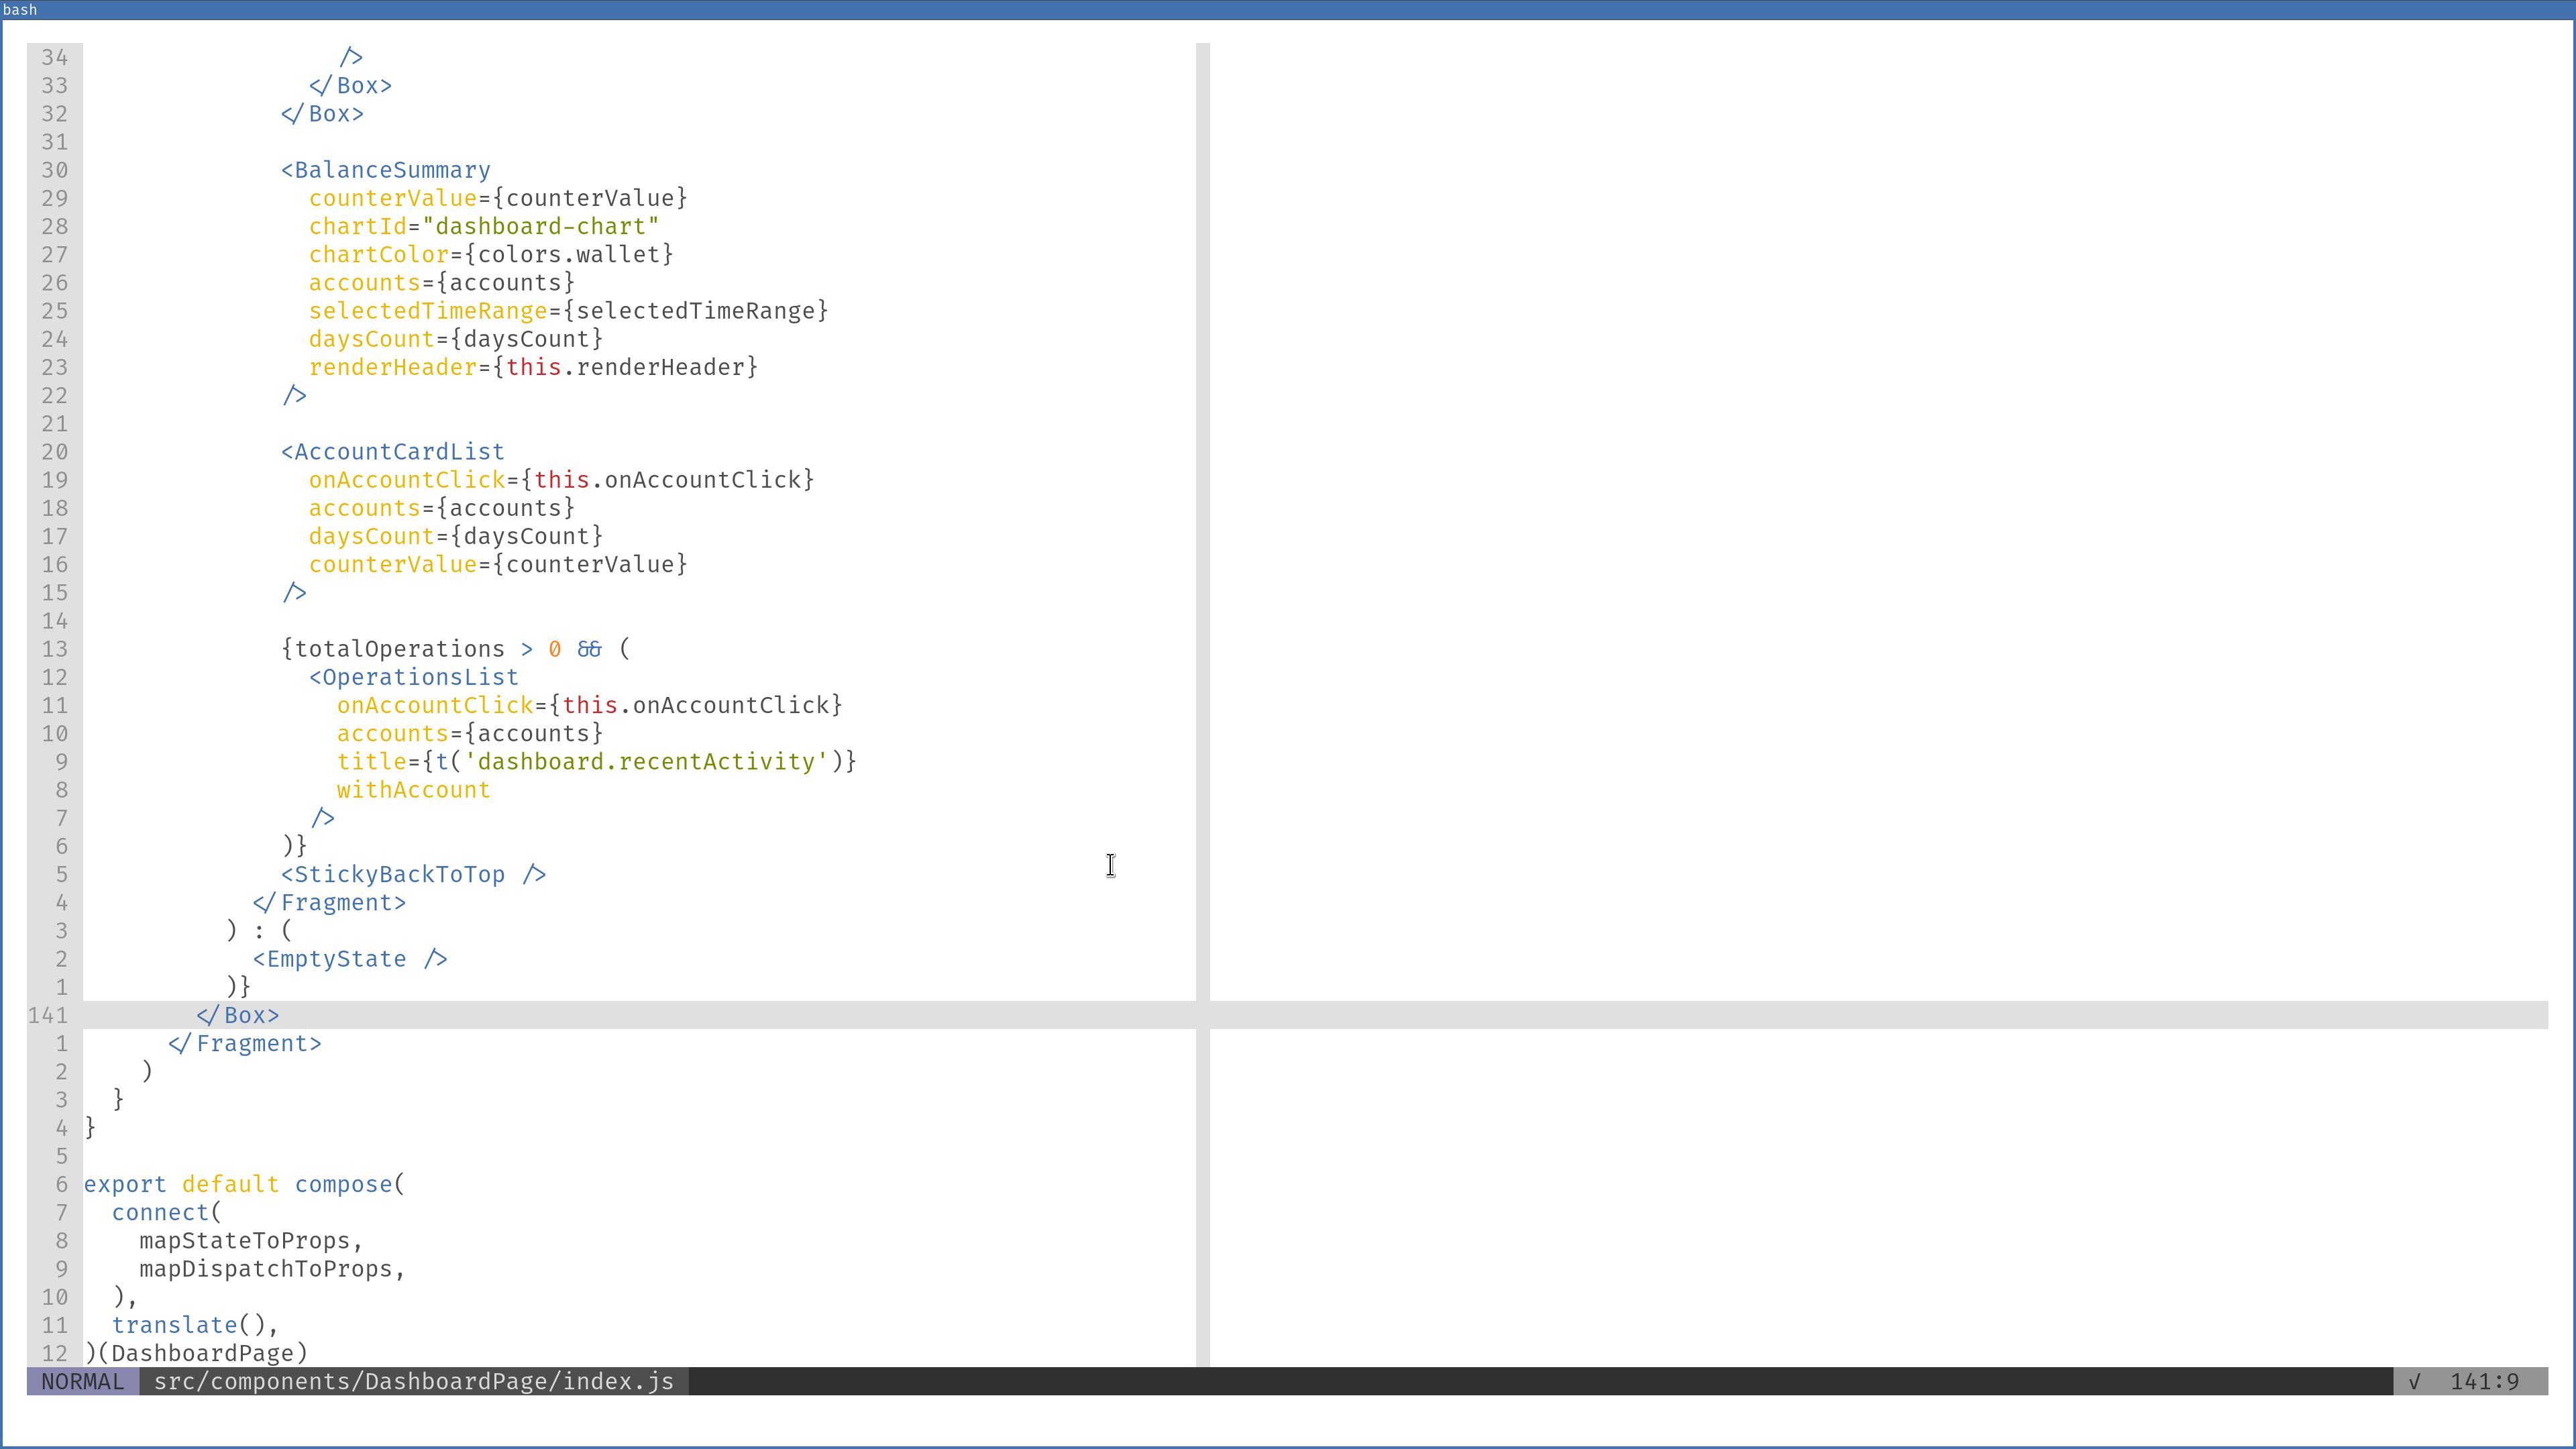 bash
34                   />
33                 </Box>
32               </Box>
31
30               <BalanceSummary
29                 counterValue={counterValue}
28                 chartId="dashboard-chart"
27                 chartColor={colors.wallet}
26                 accounts={accounts}
25                 selectedTimeRange={selectedTimeRange}
24                 daysCount={daysCount}
23                 renderHeader={this.renderHeader}
22               />
21
20               <AccountCardList
19                 onAccountClick={this.onAccountClick}
18                 accounts={accounts}
17                 daysCount={daysCount}
16                 counterValue={counterValue}
15               />
14
13               {totalOperations > 0 && (
12                 <OperationsList
11                   onAccountClick={this.onAccountClick}
10                   accounts={accounts}
9                   title={t('dashboard.recentActivity')}
8                   withAccount
7                 />
6               )}
5               <StickyBackToTop />
4             </Fragment>
3           ) : (
2             <EmptyState />
1           )}
141         </Box>
1       </Fragment>
2     )
3   }
4 }
5
6 export default compose(
7   connect(
8     mapStateToProps,
9     mapDispatchToProps,
10   ),
11   translate(),
12 )(DashboardPage)
NORMAL src/components/DashboardPage/index.js √ 141:9